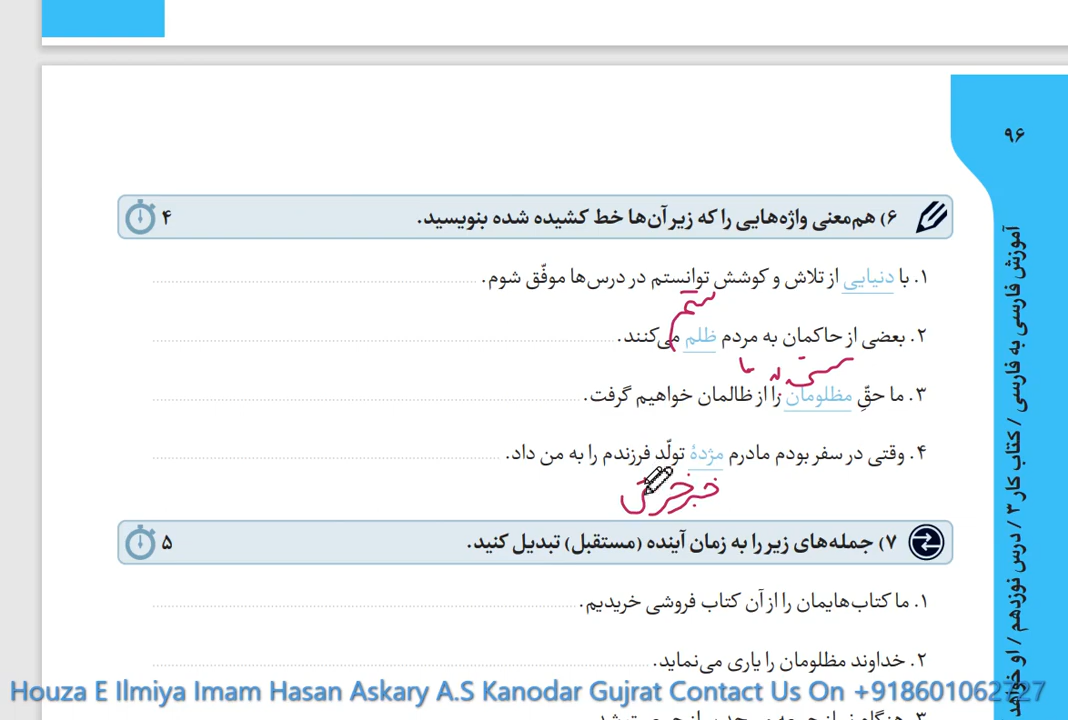 ۹۶
۶) هم‌معنی واژه‌هایی را که زیر آن‌ها خط کشیده شده بنویسید.
۴
۱. با دنیایی از تلاش و کوشش توانستم در درس‌ها موفّق شوم.
ستم
۲. بعضی از حاکمان به مردم ظلم می‌کنند.
۳. ما حقِّ مظلومان را از ظالمان خواهیم گرفت.
۴. وقتی در سفر بودم مادرم مژدهٔ تولّد فرزندم را به من داد.
خبر خوش
۷) جمله‌های زیر را به زمان آینده (مستقبل) تبدیل کنید.
۵
۱. ما کتاب‌هایمان را از آن کتاب فروشی خریدیم.
۲. خداوند مظلومان را یاری می‌نماید.
آموزش فارسی به فارسی / کتاب کار ۳ / درس نوزدهم / او خواهد
Houza E Ilmiya Imam Hasan Askary A.S Kanodar Gujrat Contact Us On +918601062727